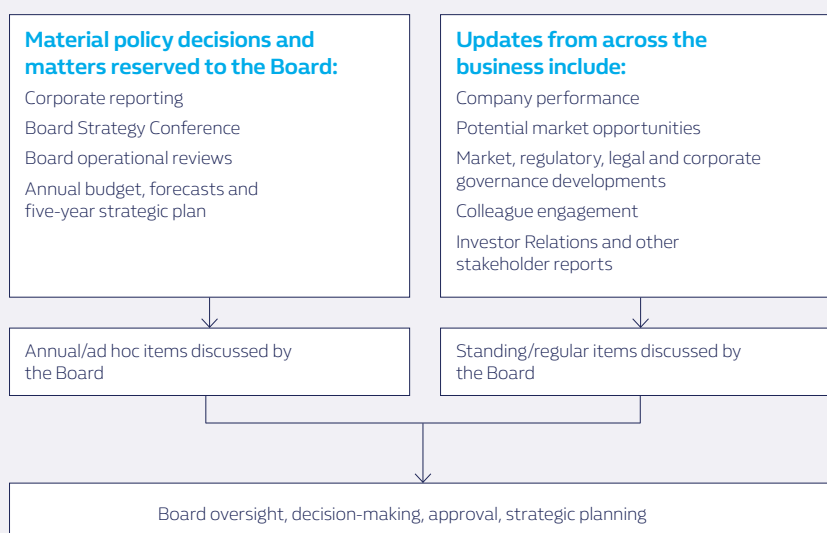 Material policy decisions and
matters reserved to the Board:
Corporate reporting
Board Strategy Conference
Board operational reviews
Annual budget, forecasts and
five-year strategic plan
Updates from across the
business include:
Company performance
Potential market opportunities
Market, regulatory, legal and corporate
governance developments
Colleague engagement
Investor Relations and other
stakeholder reports
Annual/ad hoc items discussed by
the Board
Standing/regular items discussed by
the Board
Board oversight, decision-making, approval, strategic planning